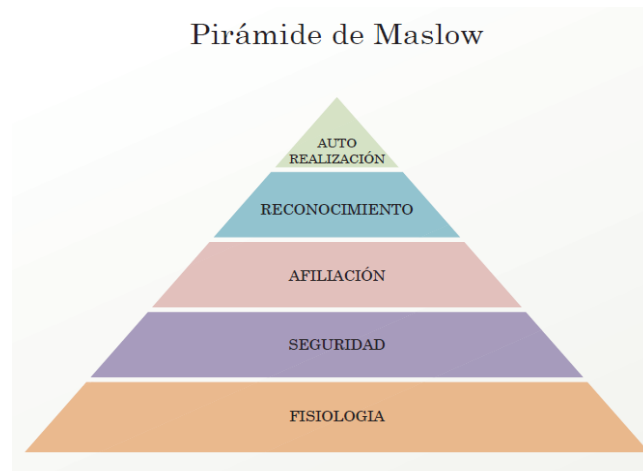 Pirámide de Maslow
AUTO
REALIZACIÓN
RECONOCIMIENTO
AFILIACIÓN
SEGURIDAD
FISIOLOGIA